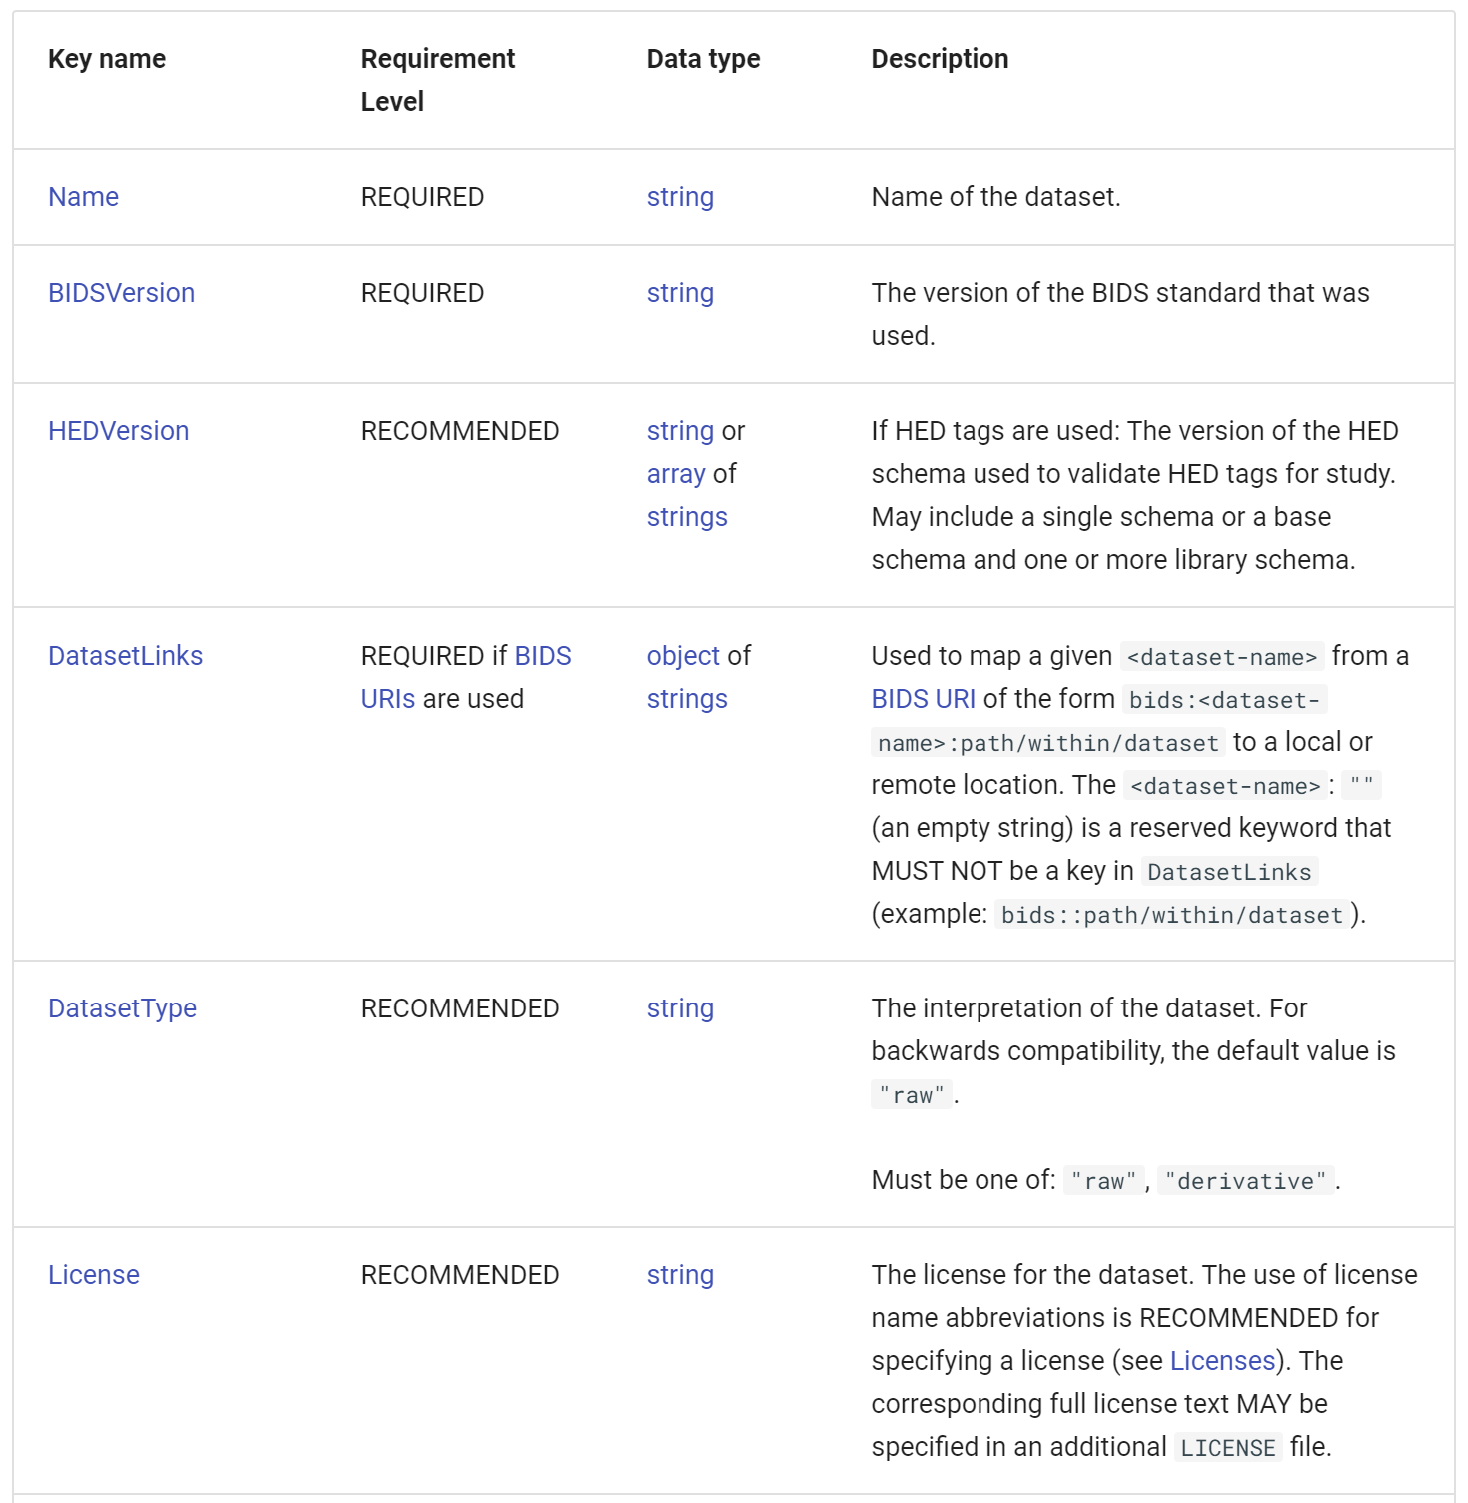 Key name
Requirement Level
Data type
Description
Name
REQUIRED
string
Name of the dataset.
BIDSVersion
REQUIRED
string
The version of the BIDS standard that was
used.
HEDVersion
RECOMMENDED
string or
array of
strings
If HED tags are used: The version of the HED
schema used to validate HED tags for study.
May include a single schema or a base
schema and one or more library schema.
DatasetLinks
REQUIRED if BIDS
URIs are used
object of
strings
Used to map a given <dataset-name> from a
BIDS URI of the form bids:<dataset-
name>:path/within/dataset to a local or
remote location. The <dataset-name>: ""
(an empty string) is a reserved keyword that
MUST NOT be a key in DatasetLinks
(example: bids::path/within/dataset).
DatasetType
RECOMMENDED
string
The interpretation of the dataset. For
backwards compatibility, the default value is
"raw".
Must be one of: "raw", "derivative".
License
RECOMMENDED
string
The license for the dataset. The use of license
name abbreviations is RECOMMENDED for
specifying a license (see Licenses). The
corresponding full license text MAY be
specified in an additional LICENSE file.